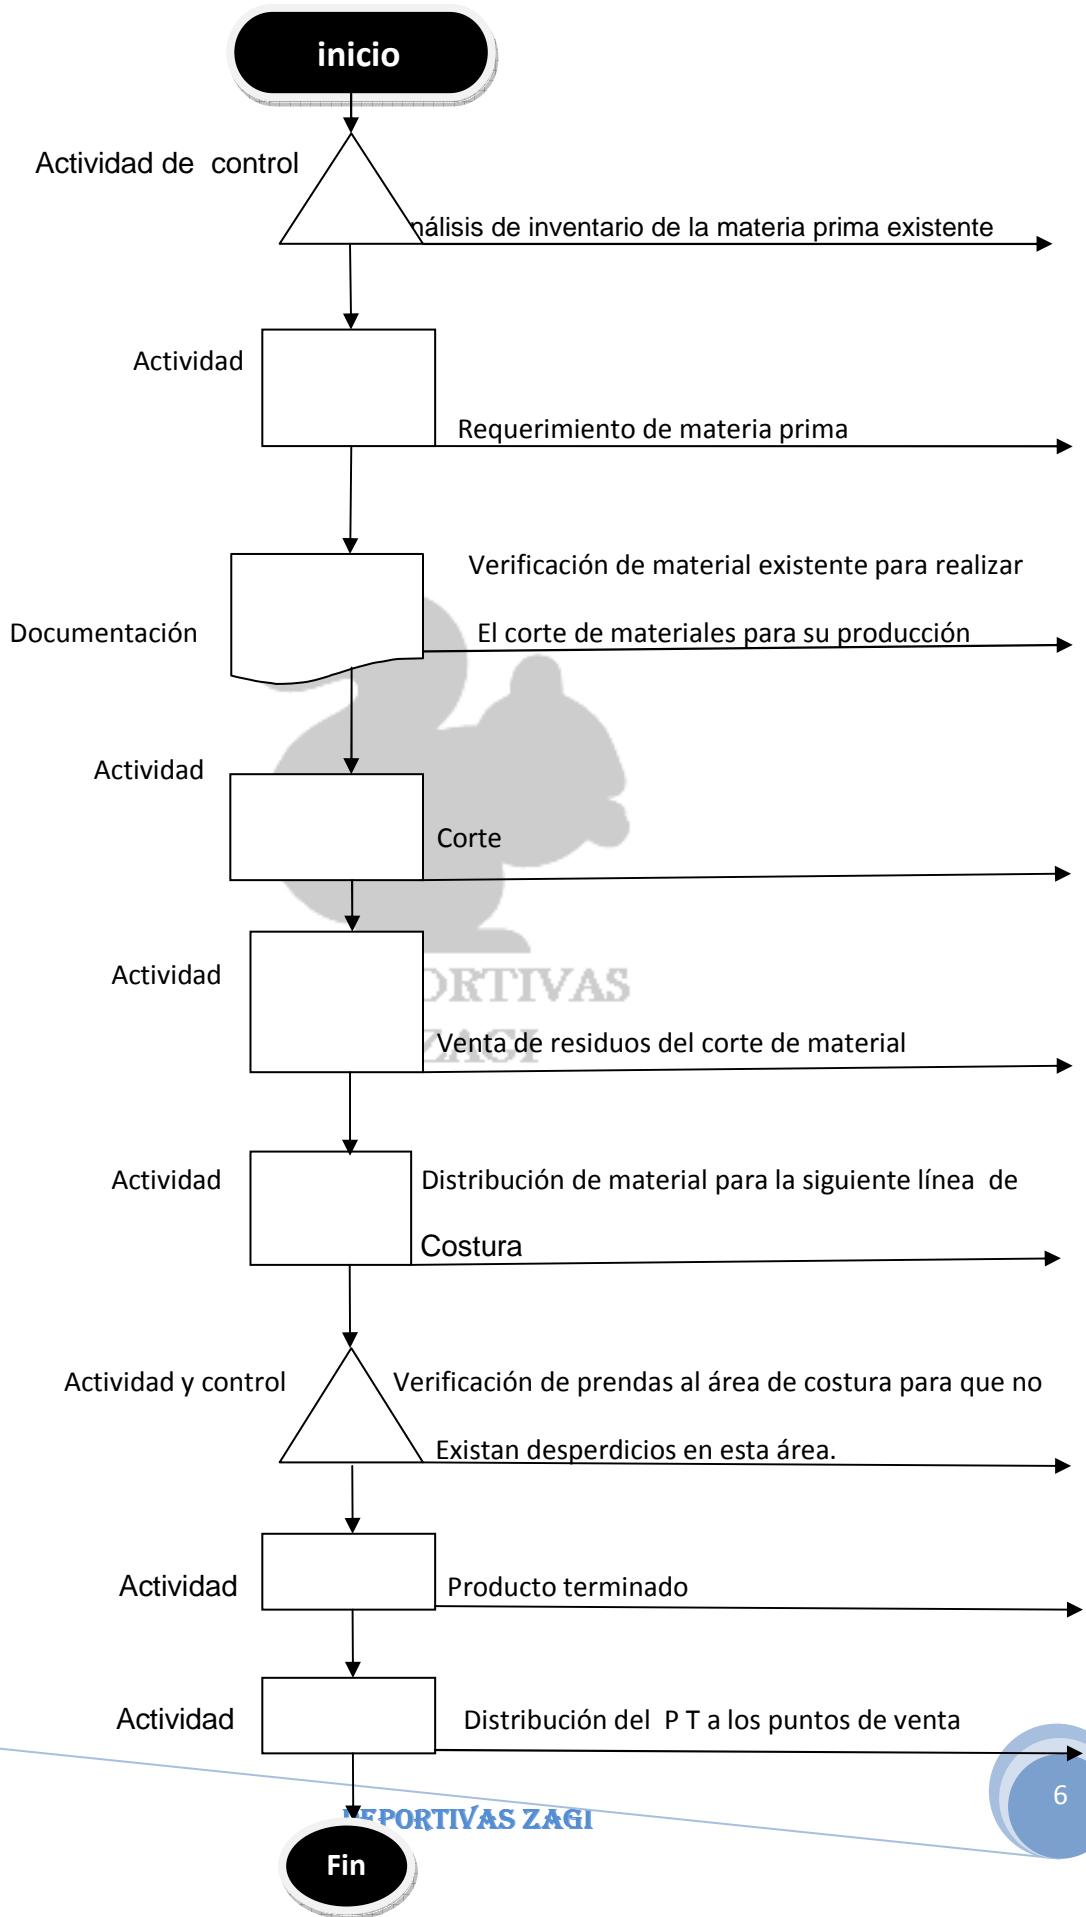 inicio
Actividad de control
nálisis de inventario de la materia prima existente
Actividad
Requerimiento de materia prima
Verificación de material existente para realizar
Documentación
El corte de materiales para su producción
Actividad
Corte
Actividad
ORTIVAS
ZAGI
Venta de residuos del corte de material
Actividad
Distribución de material para la siguiente línea de
Costura
Actividad y control
Verificación de prendas al área de costura para que no
Existan desperdicios en esta área.
Actividad
Producto terminado
Actividad
Distribución del P T a los puntos de venta
6
DEPORTIVAS ZAGI
Fin